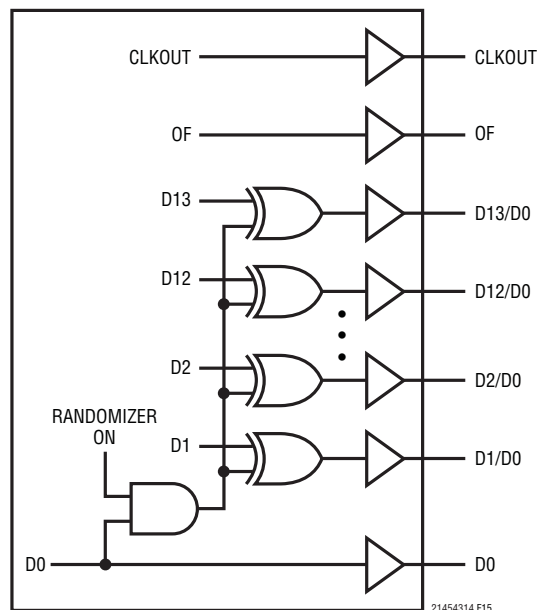 CLKOUT
CLKOUT
OF
OF
D13
D13/D0
D12
D12/D0
D2
D2/D0
RANDOMIZER
ON
D1
D1/D0
D0
D0
21454314 F15